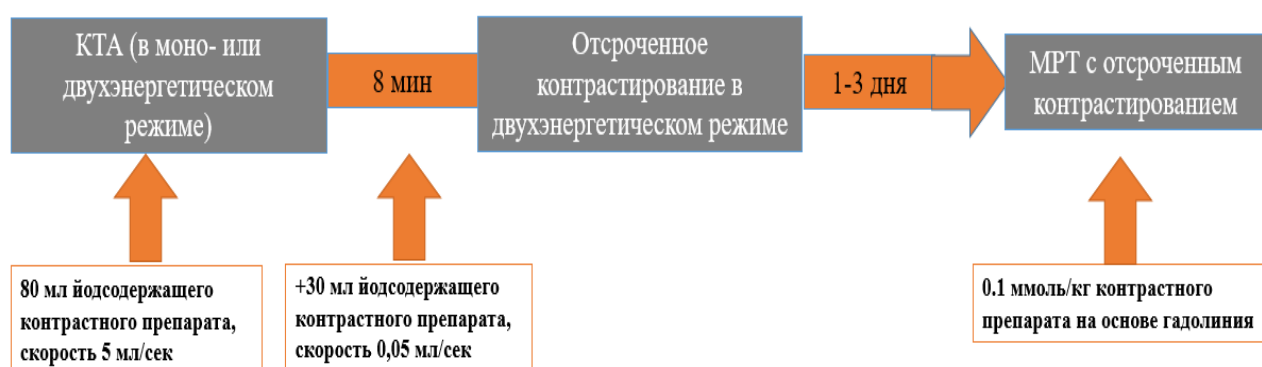 КТА (в моно- или
двухэнергетическом
режиме)
8 мин
Отсроченное
контрастирование в
двухэнергетическом режиме
1-3 дня
МРТ с отсроченным
контрастированием
80 мл йодсодержащего
контрастного препарата,
скорость 5 мл/сек
+30 мл йодсодержащего
контрастного препарата,
скорость 0,05 мл/сек
0.1 ммоль/кг контрастного
препарата на основе гадолиния